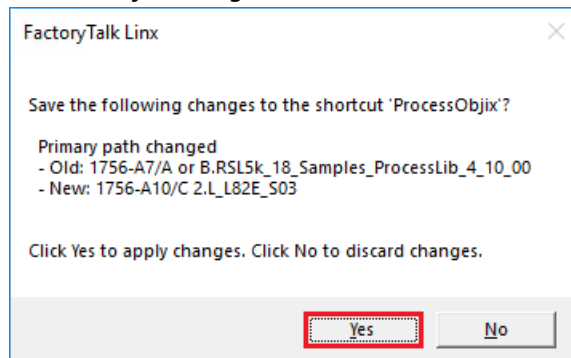 FactoryTalk Linx
Save the following changes to the shortcut 'ProcessObjix'?
Primary path changed
- Old: 1756-A7/A or B.RSL5k_18_Samples_ProcessLib_4_10_00
- New: 1756-A10/C 2.L_L82E_S03
Click Yes to apply changes. Click No to discard changes.
Yes
No